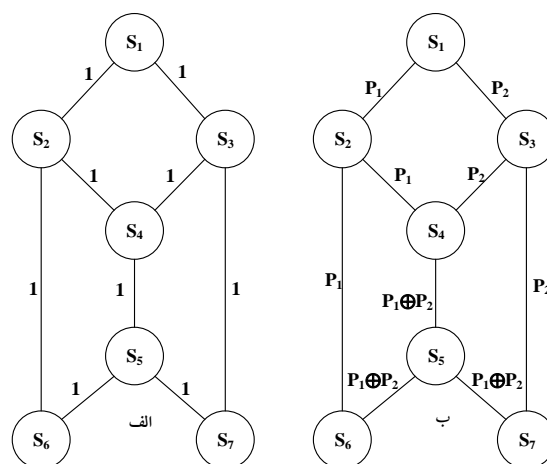 S1
1 1
S2 S3
1 1
S4
1 1 1
S5
1 1
S6 S7
الف
S1
P1 P2
S2 S3
P1 P2
S4
P1 P1⊕P2 P2
S5
P1⊕P2 P1⊕P2
S6 S7
ب